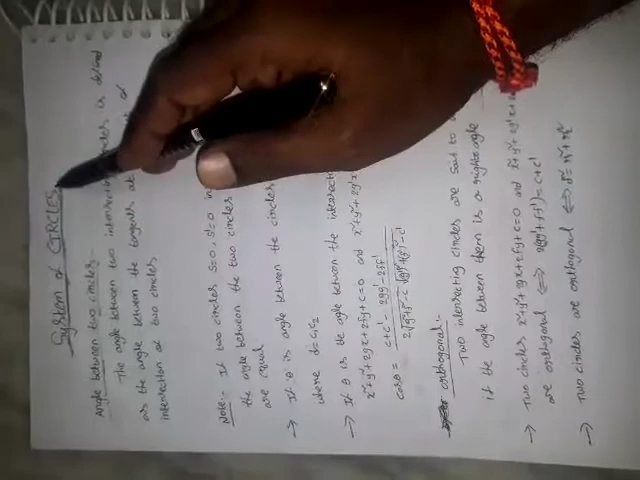 System of CIRCLES
Angle between two circles:-
The angle between two intersecting circles is defined
as the angle between the tangents at the of
intersection of two circles
Note:- If two circles S=0, S'=0 in
the angle between the two circles
are equal
→ If θ is angle between the circles
where d=C₁C₂
→ If θ is the angle between the intersecting
x²+y²+2gx+2fy+c=0 and x²+y²+2g'x+
cosθ = (c+c'-2gg'-2ff')/(2√(g²+f²-c) √((g')²+(f')²-c'))
orthogonal:-
Two intersecting circles are said to
if the angle between them is a right angle
→ Two circles x²+y²+2gx+2fy+c=0 and x²+y²+2g'x+
are orthogonal ⟺ 2(gg'+ff')=c+c'
→ Two circles are orthogonal ⟺ d²=r₁²+r₂²